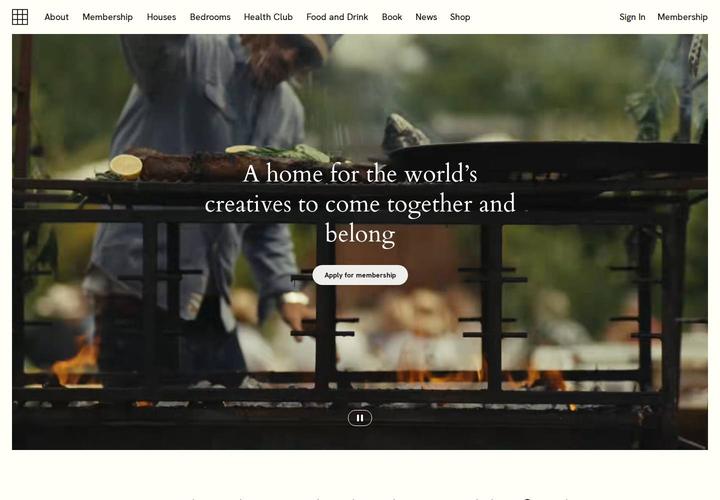 About Membership Houses Bedrooms Health Club Food and Drink Book News Shop Sign In Membership
A home for the world’s
creatives to come together and
belong
Apply for membership